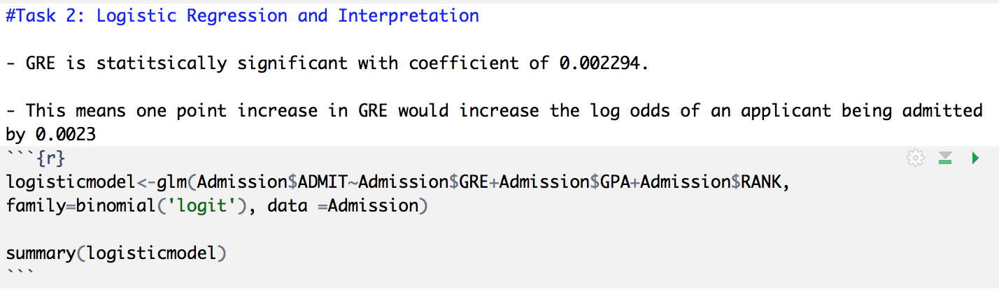 #Task 2: Logistic Regression and Interpretation
- GRE is statitsically significant with coefficient of 0.002294.
- This means one point increase in GRE would increase the log odds of an applicant being admitted
by 0.0023
```{r}
logisticmodel<-glm(Admission$ADMIT~Admission$GRE+Admission$GPA+Admission$RANK,
family=binomial('logit'), data =Admission)
summary(logisticmodel)
```